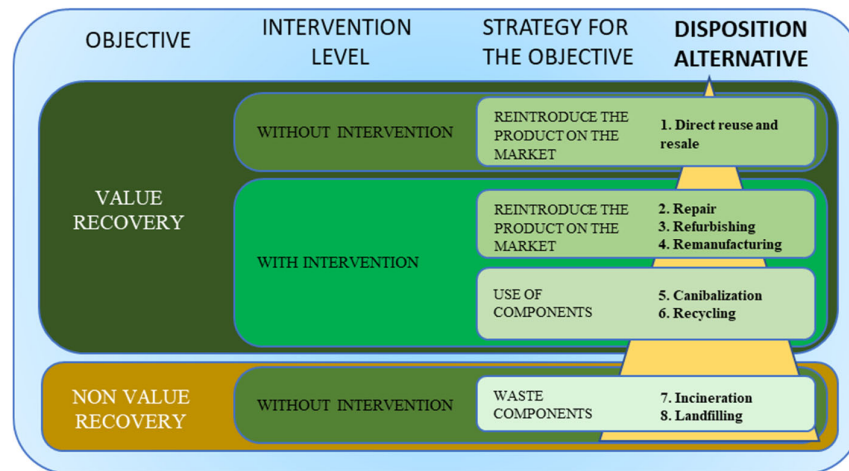 OBJECTIVE
INTERVENTION
LEVEL
STRATEGY FOR
THE OBJECTIVE
DISPOSITION
ALTERNATIVE
VALUE
RECOVERY
WITHOUT INTERVENTION
REINTRODUCE THE
PRODUCT ON THE
MARKET
1. Direct reuse and
resale
WITH INTERVENTION
REINTRODUCE THE
PRODUCT ON THE
MARKET
2. Repair
3. Refurbishing
4. Remanufacturing
USE OF
COMPONENTS
5. Canibalization
6. Recycling
NON VALUE
RECOVERY
WITHOUT INTERVENTION
WASTE
COMPONENTS
7. Incineration
8. Landfilling